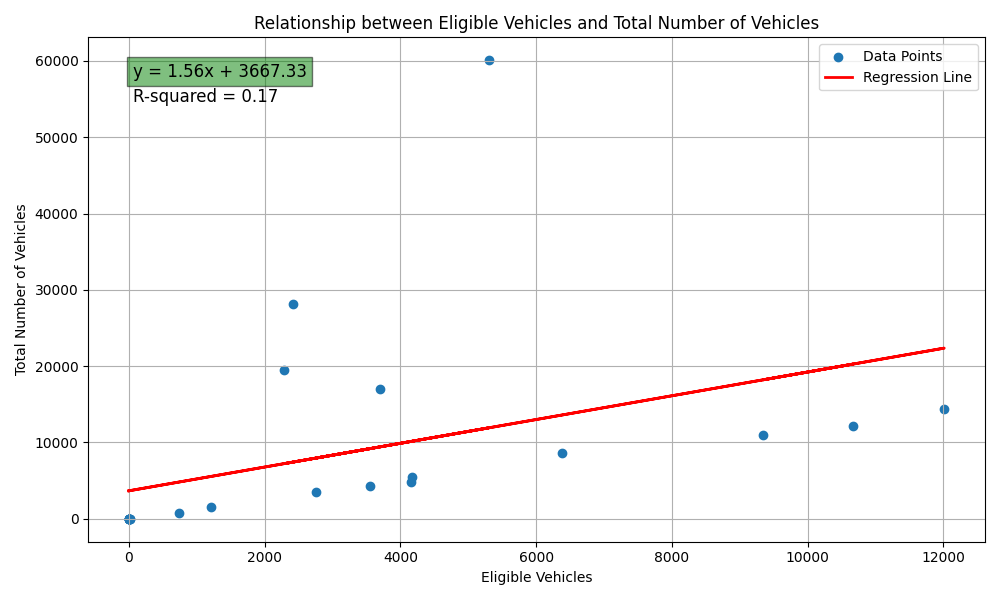 Relationship between Eligible Vehicles and Total Number of Vehicles
y = 1.56x + 3667.33
R-squared = 0.17
Data Points
Regression Line
60000
50000
40000
30000
20000
10000
0
Total Number of Vehicles
0 2000 4000 6000 8000 10000 12000
Eligible Vehicles